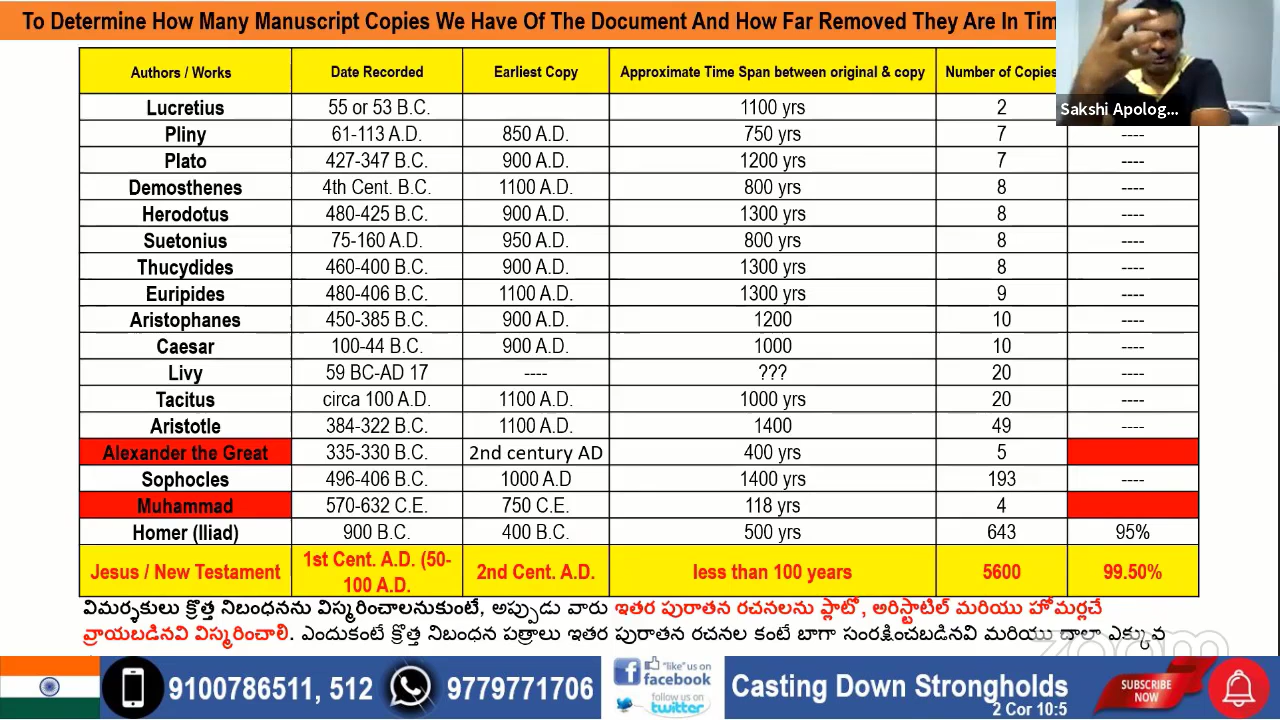 To Determine How Many Manuscript Copies We Have Of The Document And How Far Removed They Are In Tim
Authors / Works Date Recorded Earliest Copy Approximate Time Span between original & copy Number of Copies
Sakshi Apolog...
Lucretius 55 or 53 B.C. 1100 yrs 2
Pliny 61-113 A.D. 850 A.D. 750 yrs 7 ----
Plato 427-347 B.C. 900 A.D. 1200 yrs 7 ----
Demosthenes 4th Cent. B.C. 1100 A.D. 800 yrs 8 ----
Herodotus 480-425 B.C. 900 A.D. 1300 yrs 8 ----
Suetonius 75-160 A.D. 950 A.D. 800 yrs 8 ----
Thucydides 460-400 B.C. 900 A.D. 1300 yrs 8 ----
Euripides 480-406 B.C. 1100 A.D. 1300 yrs 9 ----
Aristophanes 450-385 B.C. 900 A.D. 1200 10 ----
Caesar 100-44 B.C. 900 A.D. 1000 10 ----
Livy 59 BC-AD 17 ---- ??? 20 ----
Tacitus circa 100 A.D. 1100 A.D. 1000 yrs 20 ----
Aristotle 384-322 B.C. 1100 A.D. 1400 49 ----
Alexander the Great 335-330 B.C. 2nd century AD 400 yrs 5
Sophocles 496-406 B.C. 1000 A.D 1400 yrs 193 ----
Muhammad 570-632 C.E. 750 C.E. 118 yrs 4
Homer (Iliad) 900 B.C. 400 B.C. 500 yrs 643 95%
Jesus / New Testament 1st Cent. A.D. (50-100 A.D. 2nd Cent. A.D. less than 100 years 5600 99.50%
విమర్శకులు క్రొత్త నిబంధనను విస్మరించాలనుకుంటే, అప్పుడు వారు ఇతర పురాతన రచనలను ప్లాటో, అరిస్టాటిల్ మరియు హోమర్లచే
వ్రాయబడినవి విస్మరించాలి. ఎందుకంటే క్రొత్త నిబంధన పత్రాలు ఇతర పురాతన రచనల కంటే బాగా సంరక్షించబడినవి మరియు చాలా ఎక్కువ
zoom
9100786511, 512
9779771706
"like" us on
facebook
follow us on
twitter
Casting Down Strongholds
2 Cor 10:5
SUBSCRIBE
NOW